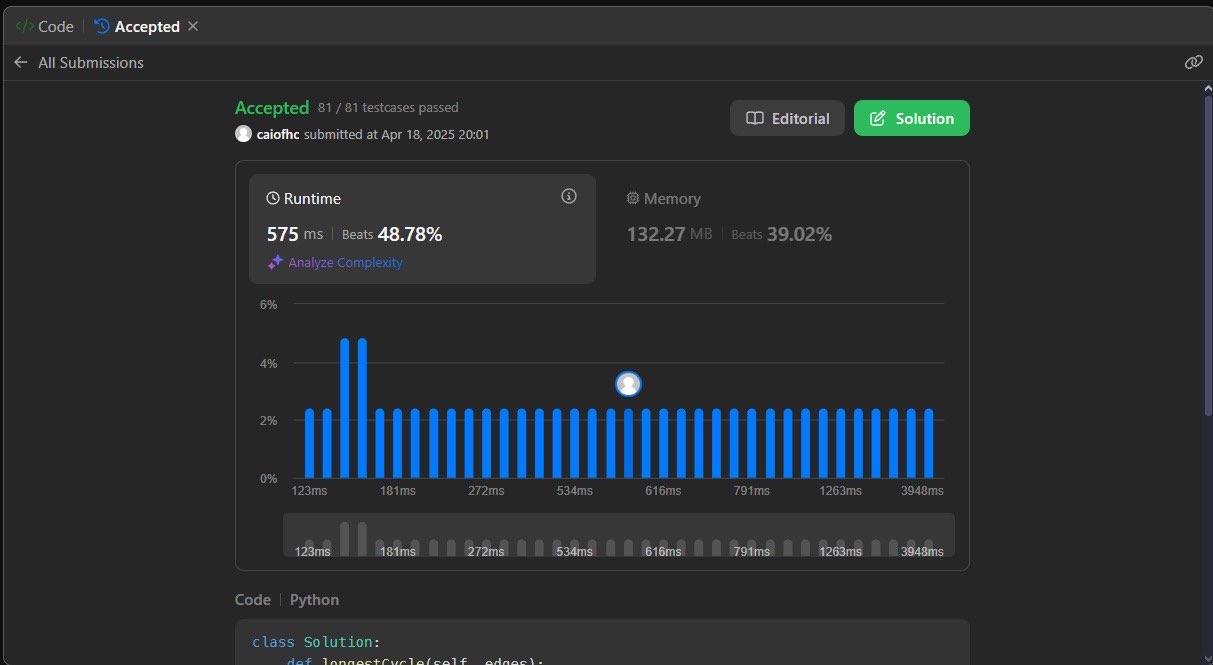 </> Code | Accepted ×
All Submissions
Accepted 81 / 81 testcases passed
caiofhc submitted at Apr 18, 2025 20:01
Editorial
Solution
Runtime
575 ms | Beats 48.78%
Analyze Complexity
Memory
132.27 MB | Beats 39.02%
6%
4%
2%
0%
123ms 181ms 272ms 534ms 616ms 791ms 1263ms 3948ms
123ms 181ms 272ms 534ms 616ms 791ms 1263ms 3948ms
Code | Python
class Solution:
def longestCycle(self, edges):